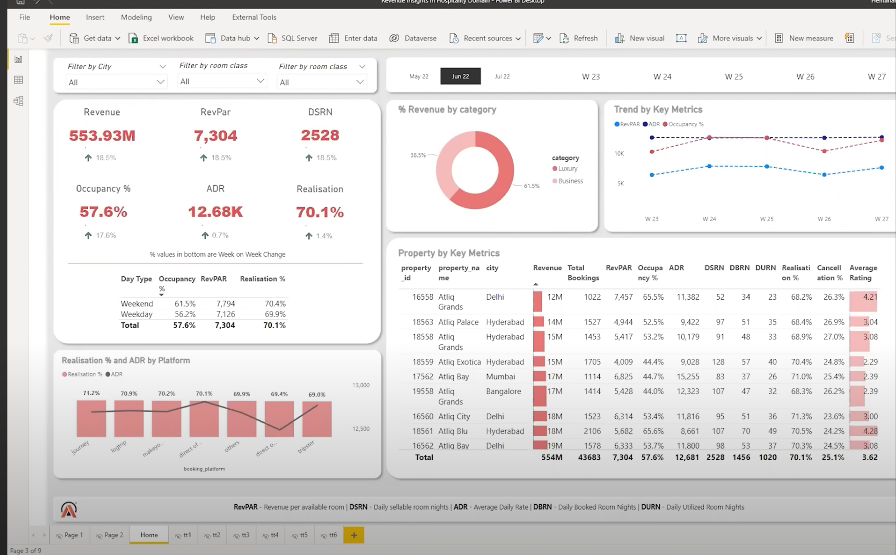 Revenue Insights in Hospitality Domain - Power BI Desktop
File Home Insert Modeling View Help External Tools
Get data Excel workbook Data hub SQL Server Enter data Dataverse Recent sources Refresh New visual More visuals New measure
Filter by City Filter by room class Filter by room class
All All All
May 22 Jun 22 Jul 22 W 23 W 24 W 25 W 26 W 27
Revenue RevPar DSRN
553.93M 7,304 2528
18.5% 18.5% 18.5%
Occupancy % ADR Realisation
57.6% 12.68K 70.1%
17.6% 0.7% 1.4%
% values in bottom are Week on Week Change
Day Type Occupancy % RevPAR Realisation %
Weekend 61.5% 7,794 70.4%
Weekday 56.2% 7,126 69.9%
Total 57.6% 7,304 70.1%
% Revenue by category
38.3%
61.5%
category
Luxury
Business
Trend by Key Metrics
RevPAR ADR Occupancy %
10K
5K
W 23 W 24 W 25 W 26 W 27
Property by Key Metrics
property_id property_name city Revenue Total Bookings RevPAR Occupancy % ADR DSRN DBRN DURN Realisation % Cancellation % Average Rating
16558 Atliq Grands Delhi 12M 1022 7,457 65.5% 11,382 52 34 23 68.2% 26.3% 4.21
18563 Atliq Palace Hyderabad 14M 1527 4,944 52.5% 9,422 97 51 35 68.4% 26.9% 3.04
18558 Atliq Grands Hyderabad 15M 1453 5,417 53.2% 10,179 91 48 33 68.9% 27.0% 3.08
18559 Atliq Exotica Hyderabad 15M 1705 4,009 44.4% 9,028 128 57 40 70.4% 24.8% 2.29
17562 Atliq Bay Mumbai 17M 1114 6,825 44.7% 15,255 83 37 26 71.0% 25.4% 2.39
19558 Atliq Grands Bangalore 17M 1414 5,428 44.0% 12,323 107 47 32 68.3% 26.2% 2.39
16560 Atliq City Delhi 18M 1523 6,314 53.4% 11,816 95 51 36 71.3% 23.6% 3.00
18561 Atliq Blu Hyderabad 18M 2106 5,682 65.6% 8,661 107 70 49 70.5% 24.2% 4.28
16562 Atliq Bay Delhi 19M 1578 6,333 53.7% 11,800 98 53 37 70.3% 24.5% 3.08
Total 554M 43683 7,304 57.6% 12,681 2528 1456 1020 70.1% 25.1% 3.62
Realisation % and ADR by Platform
Realisation % ADR
71.2% 70.9% 70.2% 70.1% 69.9% 69.4% 69.0%
13,000
12,500
journey logtrip makeyo... direct of... others direct o... tripster
booking_platform
RevPAR - Revenue per available room | DSRN - Daily sellable room nights | ADR - Average Daily Rate | DBRN - Daily Booked Room Nights | DURN - Daily Utilized Room Nights
Page 1 Page 2 Home tt1 tt2 tt3 tt4 tt5 tt6 +
Page 3 of 9